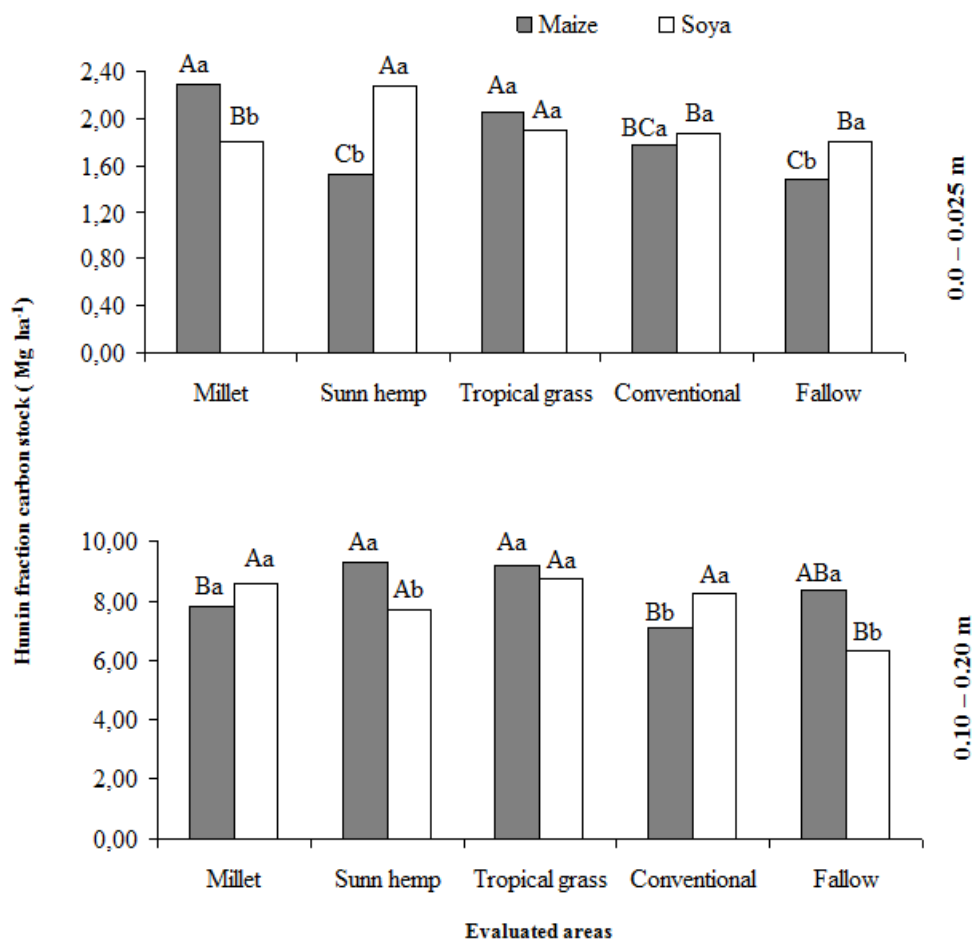 Maize Soya
2,40
2,00
1,60
1,20
0,80
0,40
0,00
Aa Bb Cb Aa Aa Aa BCa Ba Cb Ba
Millet Sunn hemp Tropical grass Conventional Fallow
0.0 – 0.025 m
Humin fraction carbon stock ( Mg ha-1)
10,00
8,00
6,00
4,00
2,00
0,00
Ba Aa Aa Ab Aa Aa Bb Aa ABa Bb
Millet Sunn hemp Tropical grass Conventional Fallow
0.10 – 0.20 m
Evaluated areas